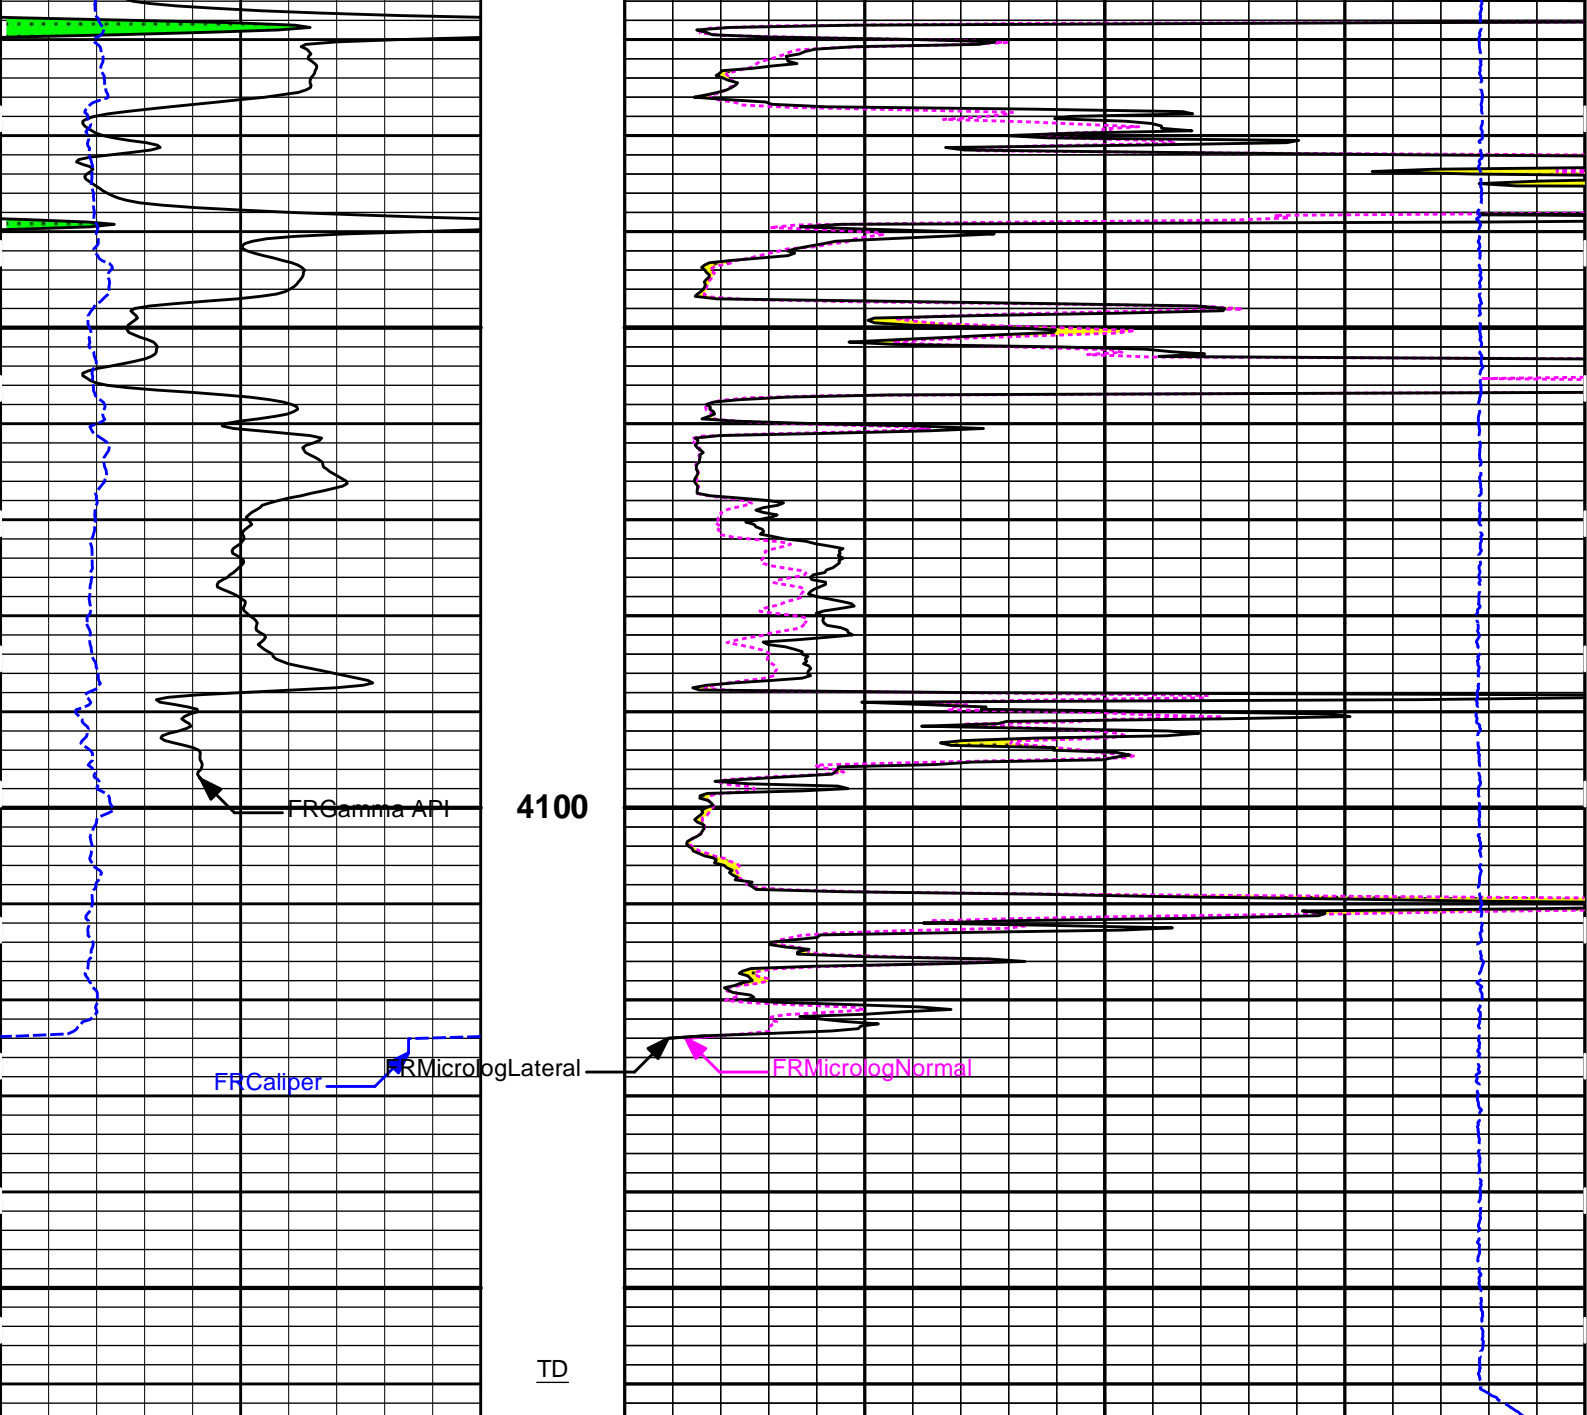 FRGamma API
4100
FRMicrologLateral
FRMicrologNormal
FRCaliper
TD